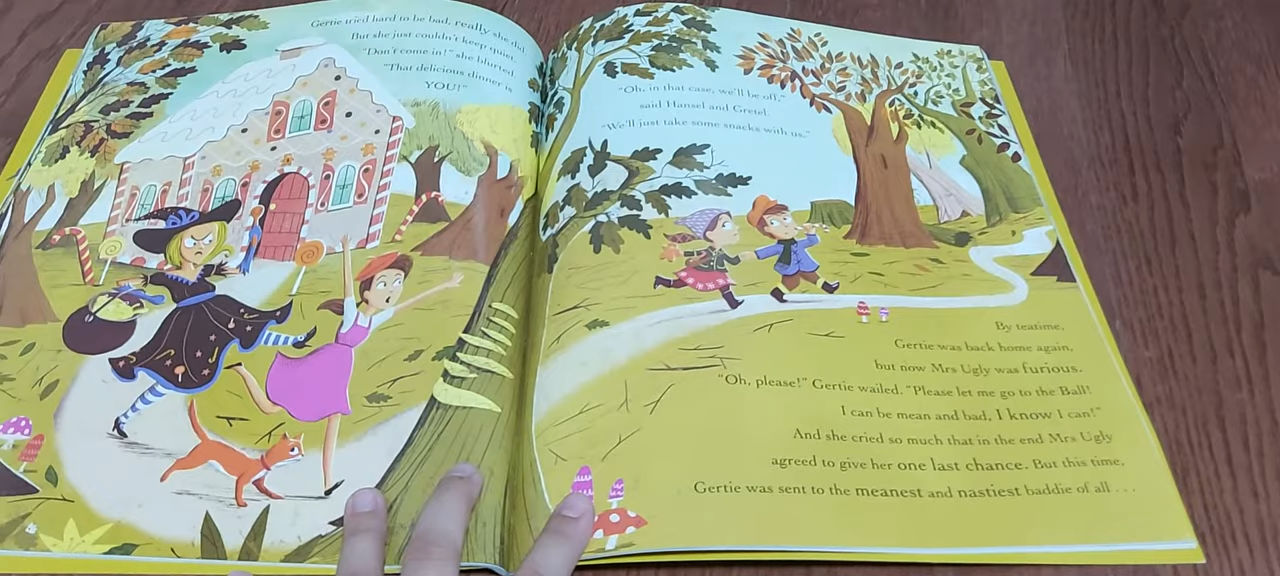 Gertie tried hard to be bad, really she did.
But she just couldn't keep quiet.
"Don't come in!" she blurted.
"That delicious dinner is
YOU!"
"Oh, in that case, we'll be off,"
said Hansel and Gretel.
"We'll just take some snacks with us."
By teatime,
Gertie was back home again,
but now Mrs Ugly was furious.
"Oh, please!" Gertie wailed. "Please let me go to the Ball!
I can be mean and bad, I know I can!"
And she cried so much that in the end Mrs Ugly
agreed to give her one last chance. But this time,
Gertie was sent to the meanest and nastiest baddie of all . . .